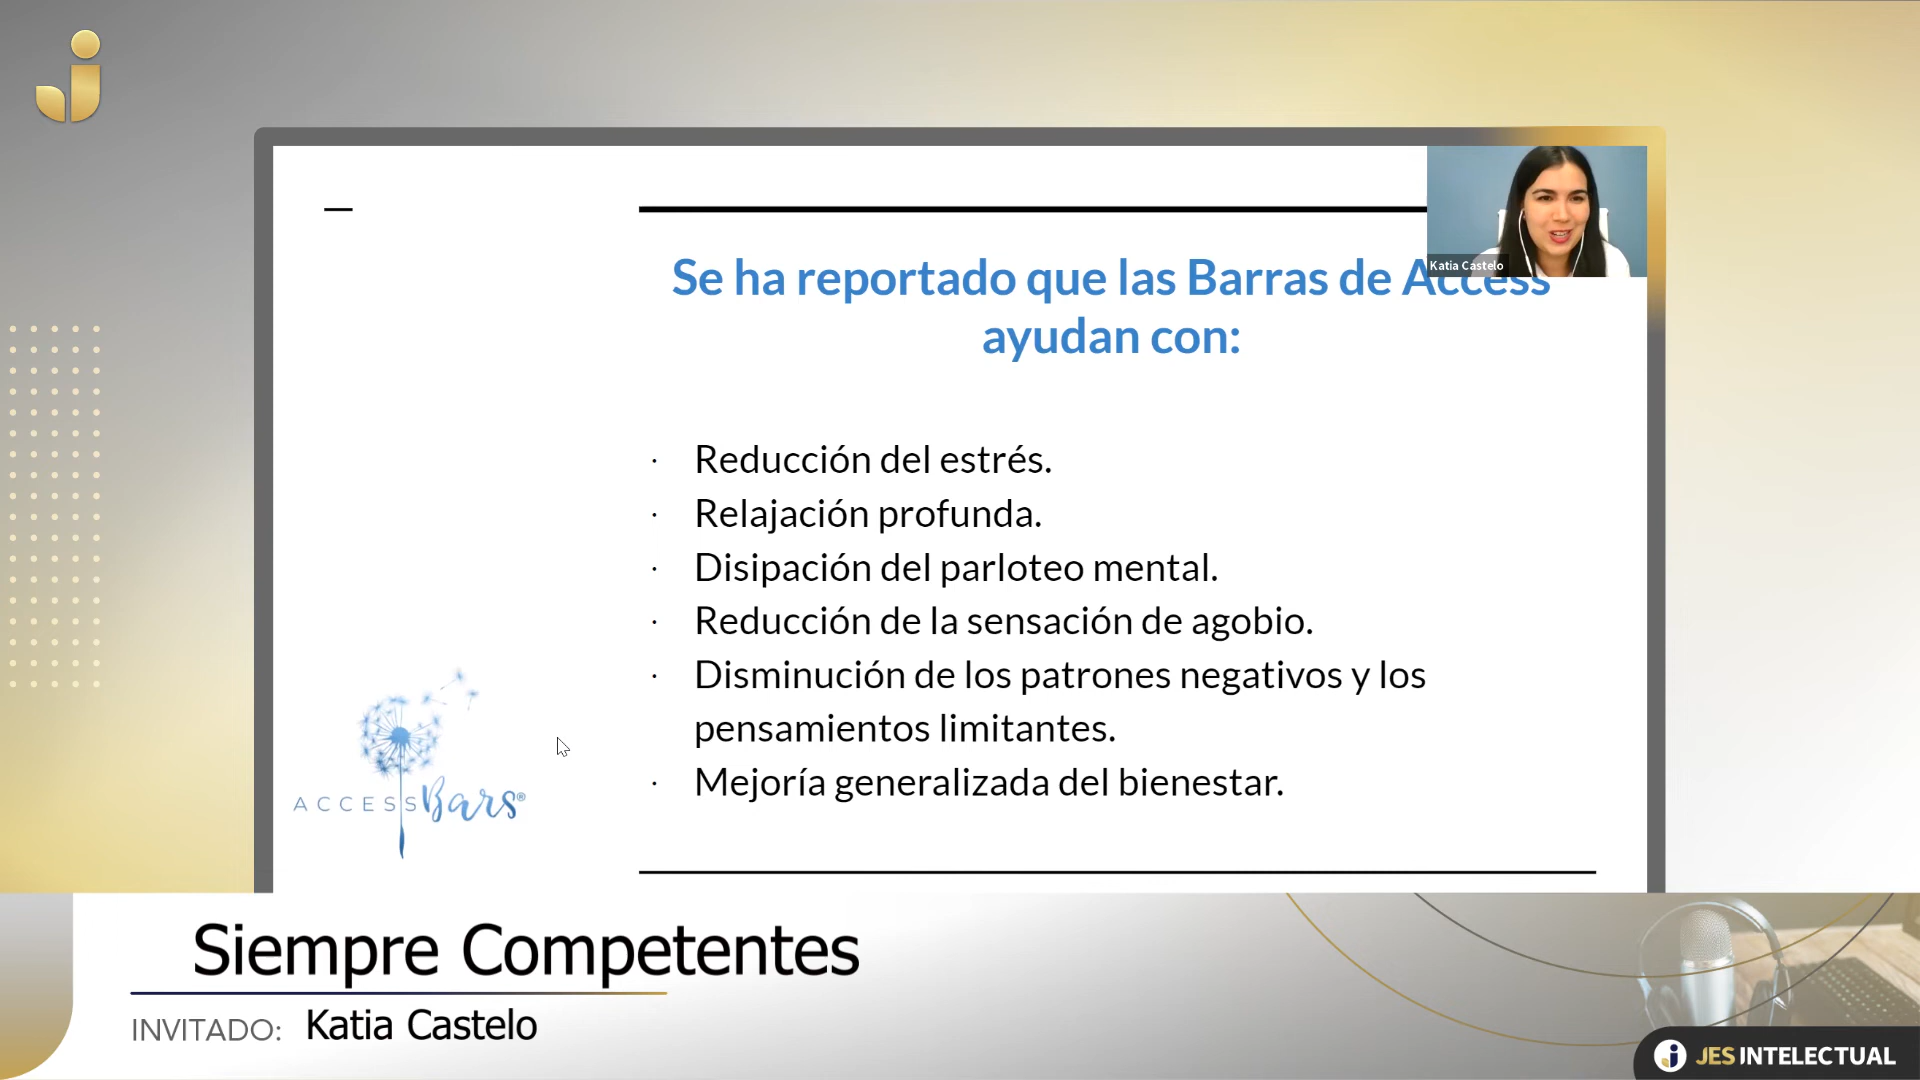 Se ha reportado que las Barras de Access
ayudan con:
Katia Castelo
· Reducción del estrés.
· Relajación profunda.
· Disipación del parloteo mental.
· Reducción de la sensación de agobio.
· Disminución de los patrones negativos y los
pensamientos limitantes.
· Mejoría generalizada del bienestar.
ACCESS Bars®
Siempre Competentes
INVITADO: Katia Castelo
JES INTELECTUAL